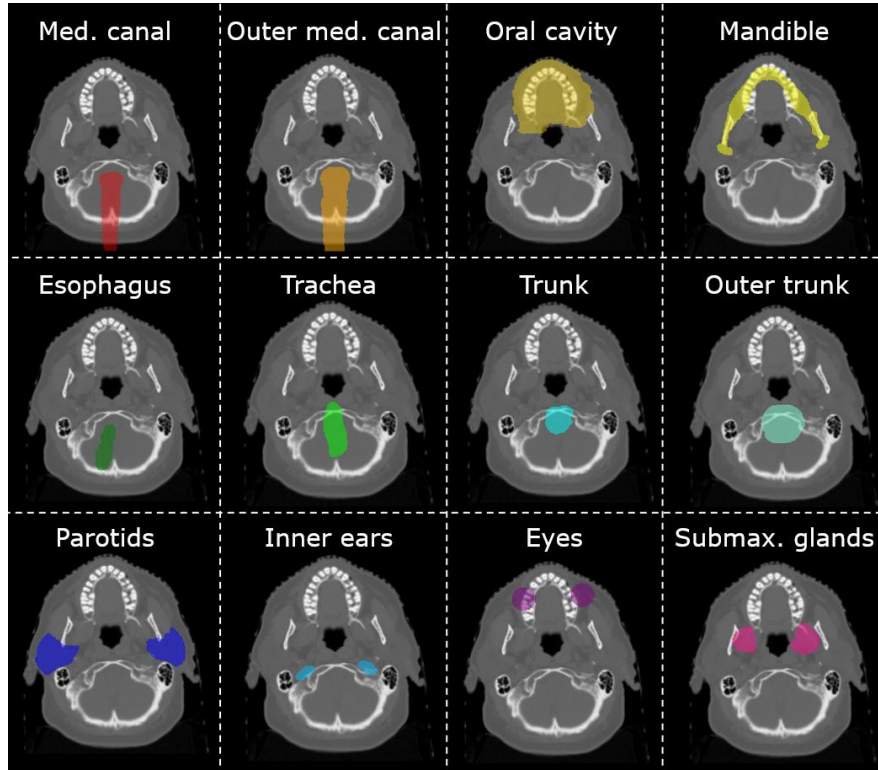 Med. canal
Outer med. canal
Oral cavity
Mandible
Esophagus
Trachea
Trunk
Outer trunk
Parotids
Inner ears
Eyes
Submax. glands